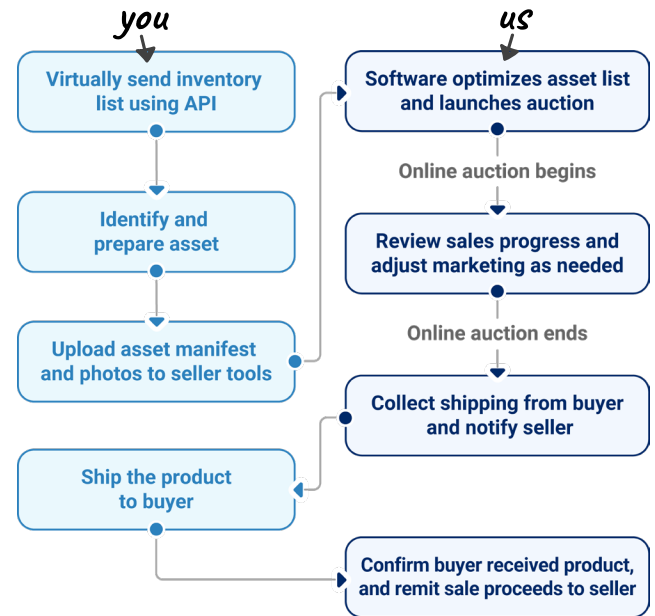 you
us
Virtually send inventory
list using API
Identify and
prepare asset
Upload asset manifest
and photos to seller tools
Software optimizes asset list
and launches auction
Online auction begins
Review sales progress and
adjust marketing as needed
Online auction ends
Collect shipping from buyer
and notify seller
Ship the product
to buyer
Confirm buyer received product,
and remit sale proceeds to seller